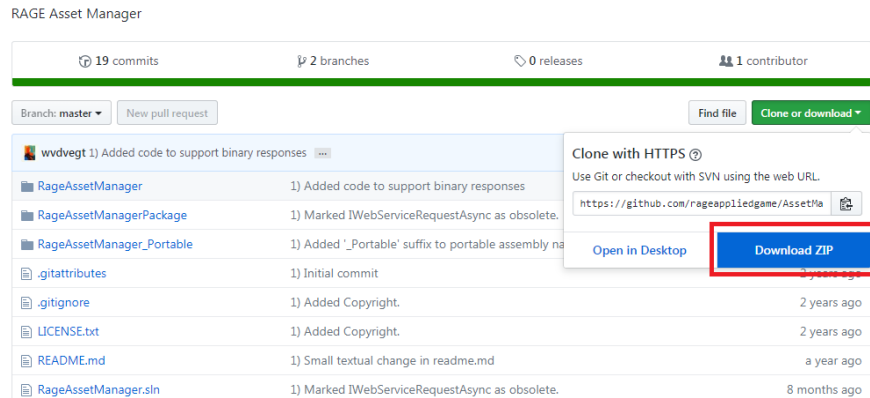 RAGE Asset Manager
19 commits 2 branches 0 releases 1 contributor
Branch: master New pull request Find file Clone or download
wvdvegt 1) Added code to support binary responses ...
Clone with HTTPS ?
Use Git or checkout with SVN using the web URL.
https://github.com/rageappliedgame/AssetMa
Open in Desktop Download ZIP
RageAssetManager 1) Added code to support binary responses
RageAssetManagerPackage 1) Marked IWebServiceRequestAsync as obsolete.
RageAssetManager_Portable 1) Added '_Portable' suffix to portable assembly na
.gitattributes 1) Initial commit 2 years ago
.gitignore 1) Added Copyright. 2 years ago
LICENSE.txt 1) Added Copyright. 2 years ago
README.md 1) Small textual change in readme.md a year ago
RageAssetManager.sln 1) Marked IWebServiceRequestAsync as obsolete. 8 months ago